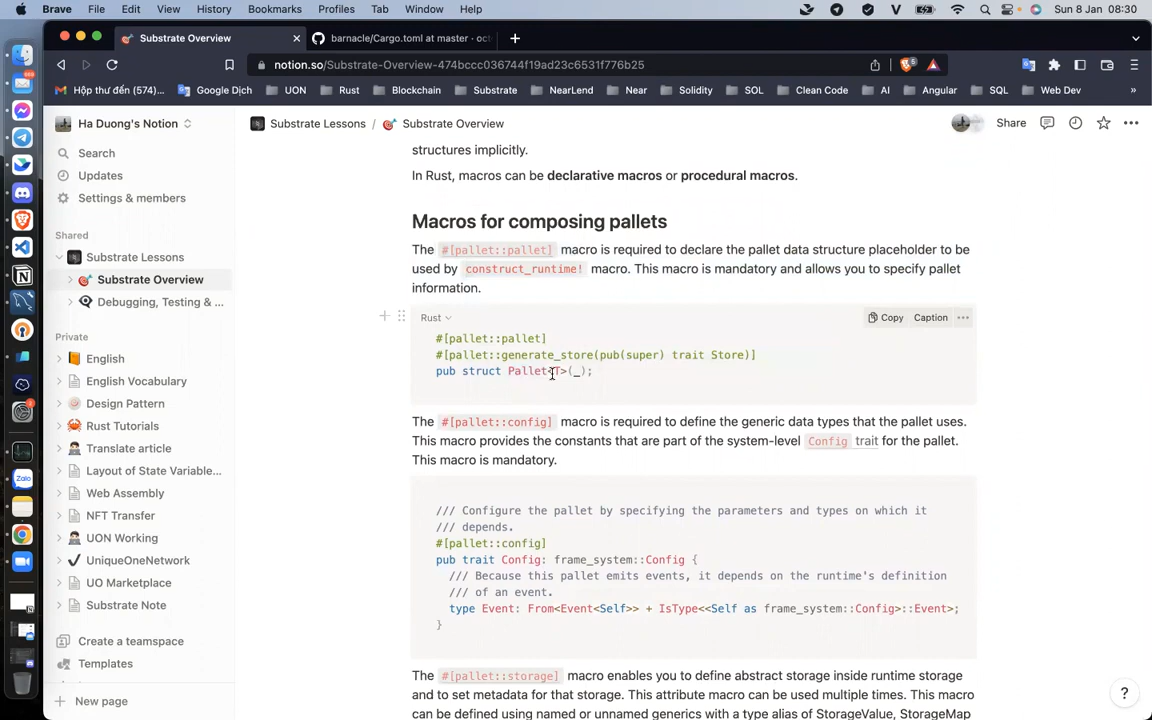 Brave File Edit View History Bookmarks Profiles Tab Window Help Sun 8 Jan 08:30
Substrate Overview barnacle/Cargo.toml at master · oct
notion.so/Substrate-Overview-474bccc036744f19ad23c6531f776b25
Hộp thư đến (574)... Google Dịch UON Rust Blockchain Substrate NearLend Near Solidity SOL Clean Code AI Angular SQL Web Dev »
Ha Duong's Notion
Substrate Lessons / Substrate Overview
Share
Search
Updates
Settings & members
Shared
Substrate Lessons
Substrate Overview
Debugging, Testing & ...
Private
English
English Vocabulary
Design Pattern
Rust Tutorials
Translate article
Layout of State Variable...
Web Assembly
NFT Transfer
UON Working
UniqueOneNetwork
UO Marketplace
Substrate Note
Create a teamspace
Templates
New page
structures implicitly.
In Rust, macros can be declarative macros or procedural macros.
Macros for composing pallets
The #[pallet::pallet] macro is required to declare the pallet data structure placeholder to be
used by construct_runtime! macro. This macro is mandatory and allows you to specify pallet
information.
Rust
Copy Caption
#[pallet::pallet]
#[pallet::generate_store(pub(super) trait Store)]
pub struct Pallet<T>(_);
The #[pallet::config] macro is required to define the generic data types that the pallet uses.
This macro provides the constants that are part of the system-level Config trait for the pallet.
This macro is mandatory.
/// Configure the pallet by specifying the parameters and types on which it
/// depends.
#[pallet::config]
pub trait Config: frame_system::Config {
/// Because this pallet emits events, it depends on the runtime's definition
/// of an event.
type Event: From<Event<Self>> + IsType<<Self as frame_system::Config>::Event>;
}
The #[pallet::storage] macro enables you to define abstract storage inside runtime storage
and to set metadata for that storage. This attribute macro can be used multiple times. This macro
can be defined using named or unnamed generics with a type alias of StorageValue, StorageMap
?